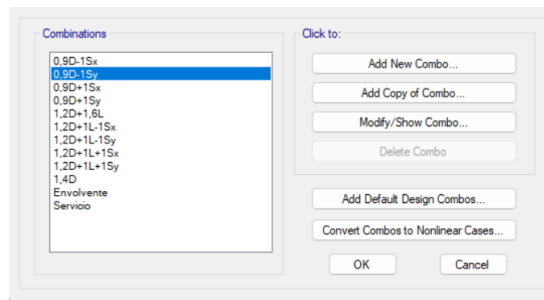 Combinations
0,9D-1Sx
0,9D-1Sy
0,9D+1Sx
0,9D+1Sy
1,2D+1,6L
1,2D+1L-1Sx
1,2D+1L-1Sy
1,2D+1L+1Sx
1,2D+1L+1Sy
1,4D
Envolvente
Servicio
Click to:
Add New Combo...
Add Copy of Combo...
Modify/Show Combo...
Delete Combo
Add Default Design Combos...
Convert Combos to Nonlinear Cases...
OK
Cancel